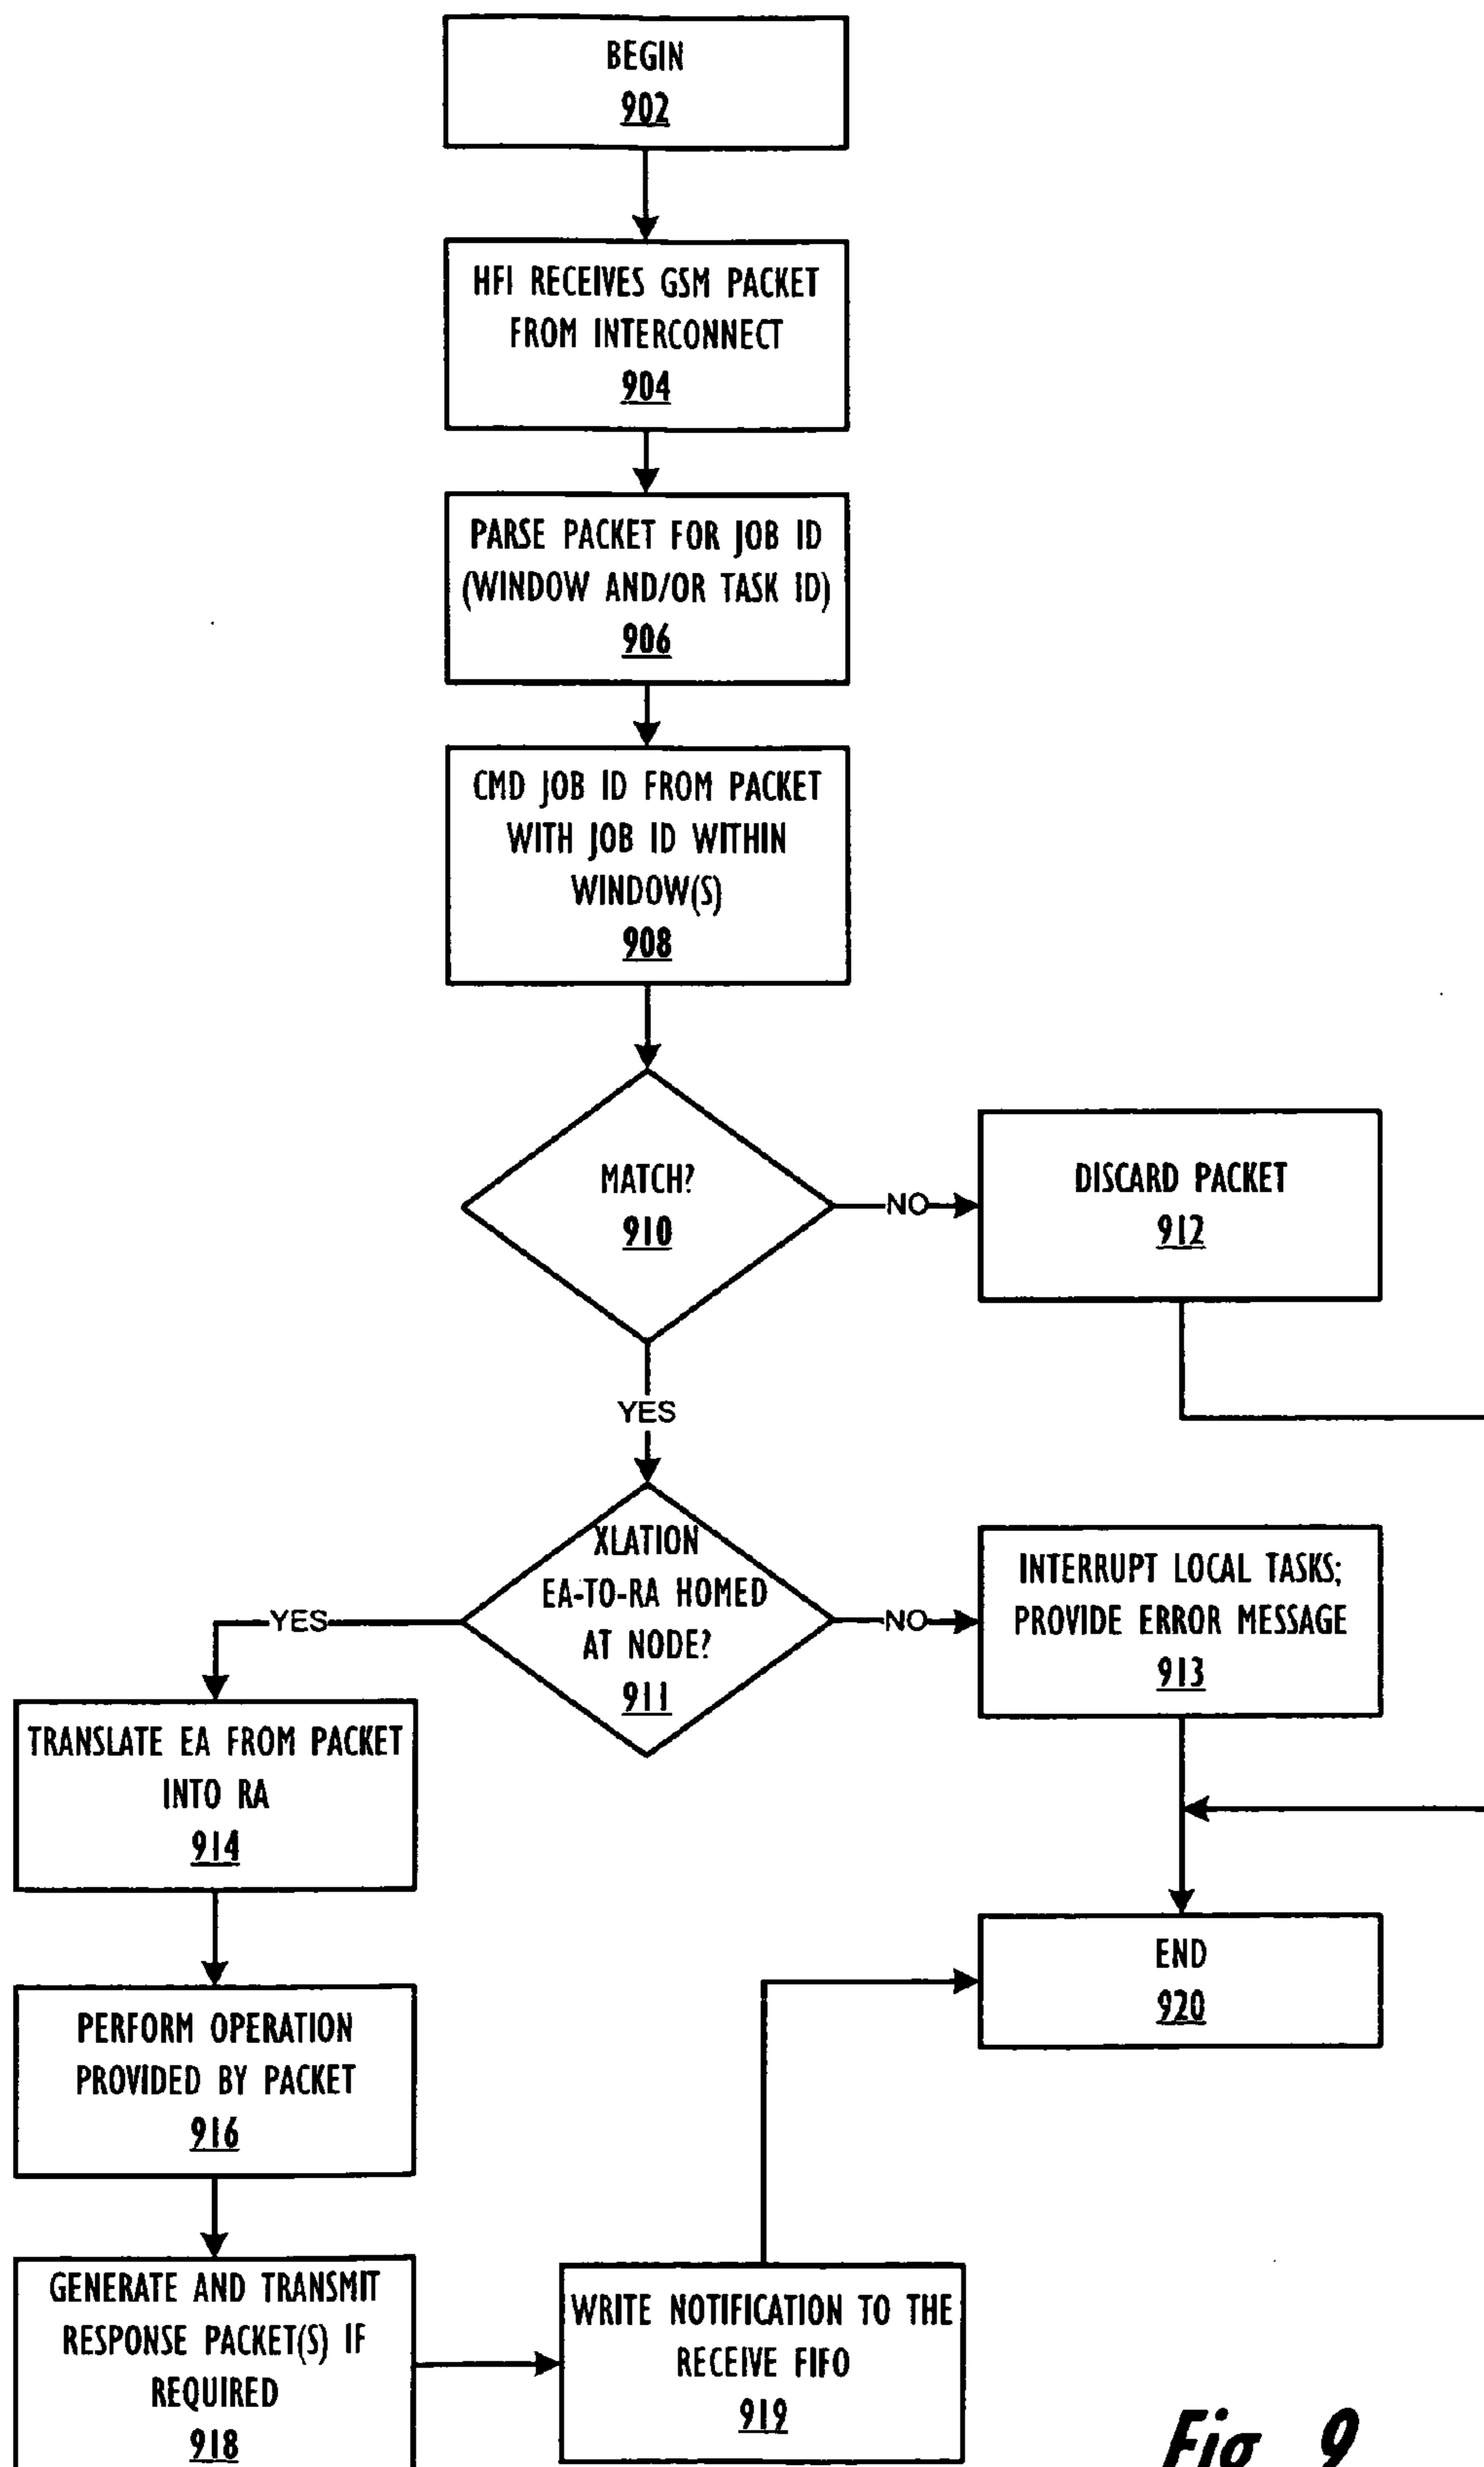 BEGIN
902
HFI RECEIVES GSM PACKET
FROM INTERCONNECT
904
PARSE PACKET FOR JOB ID
(WINDOW AND/OR TASK ID)
906
CMD JOB ID FROM PACKET
WITH JOB ID WITHIN
WINDOW(S)
908
MATCH?
910
NO
DISCARD PACKET
912
YES
XLATION
EA-TO-RA HOMED
AT NODE?
911
NO
INTERRUPT LOCAL TASKS;
PROVIDE ERROR MESSAGE
913
YES
TRANSLATE EA FROM PACKET
INTO RA
914
PERFORM OPERATION
PROVIDED BY PACKET
916
END
920
GENERATE AND TRANSMIT
RESPONSE PACKET(S) IF
REQUIRED
918
WRITE NOTIFICATION TO THE
RECEIVE FIFO
919
Fig. 9